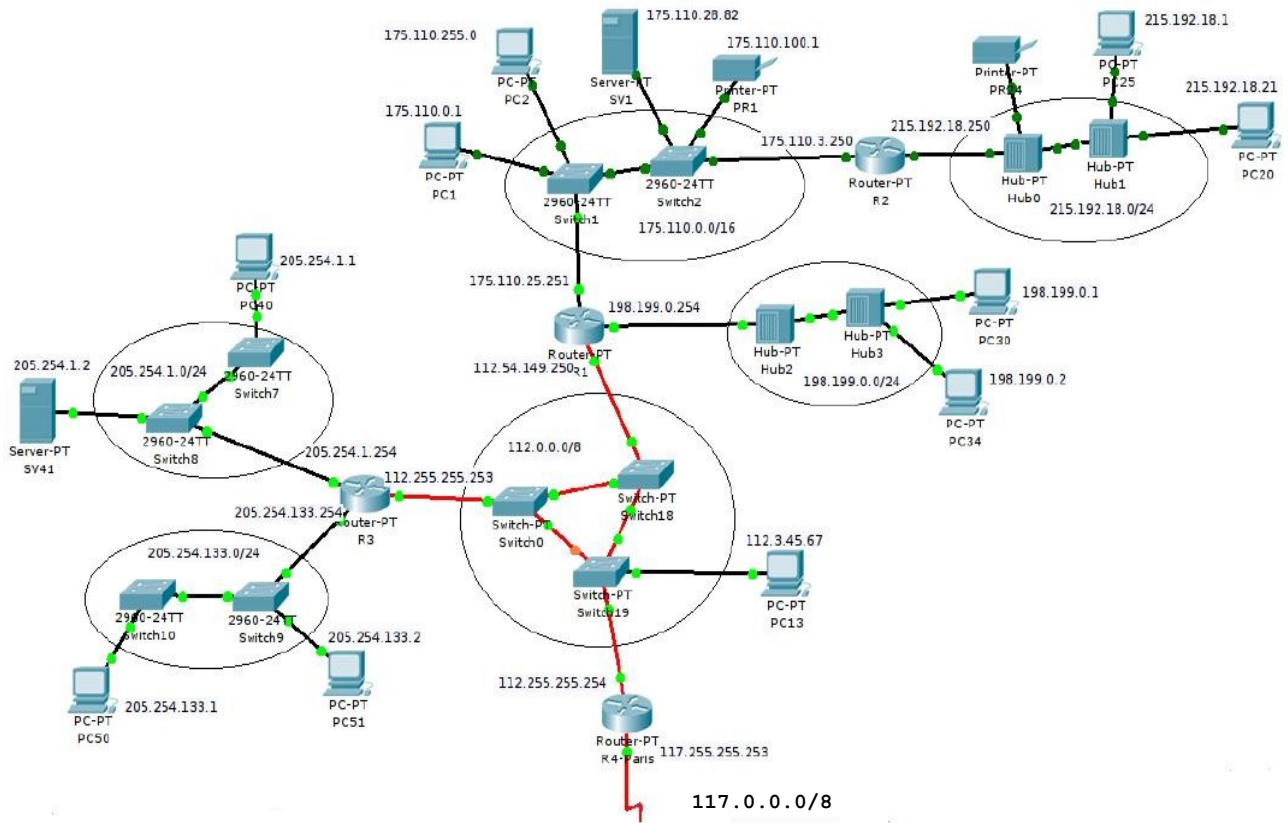 175.110.28.82
215.192.18.1
175.110.255.0
175.110.100.1
PC-PT
PC2
Server-PT
SV1
Printer-PT
PR1
Printer-PT
PR24
PC-PT
PC25
215.192.18.21
175.110.0.1
PC-PT
PC1
175.110.3.250
215.192.18.250
PC-PT
PC20
2960-24TT
Switch1
2960-24TT
Switch2
Router-PT
R2
Hub-PT
Hub0
Hub-PT
Hub1
215.192.18.0/24
175.110.0.0/16
205.254.1.1
PC-PT
PC40
175.110.25.251
198.199.0.254
198.199.0.1
PC-PT
PC30
Router-PT
R1
Hub-PT
Hub2
Hub-PT
Hub3
112.54.149.250
198.199.0.0/24
198.199.0.2
PC-PT
PC34
205.254.1.2
205.254.1.0/24
2960-24TT
Switch7
Server-PT
SV41
2960-24TT
Switch8
205.254.1.254
112.0.0.0/8
112.255.255.253
Switch-PT
Switch18
205.254.133.254
outer-PT
R3
Switch-PT
Switch0
205.254.133.0/24
112.3.45.67
Switch-PT
Switch19
PC-PT
PC13
2960-24TT
Switch10
2960-24TT
Switch9
205.254.133.2
205.254.133.1
PC-PT
PC50
PC-PT
PC51
112.255.255.254
Router-PT
R4-Paris
117.255.255.253
117.0.0.0/8